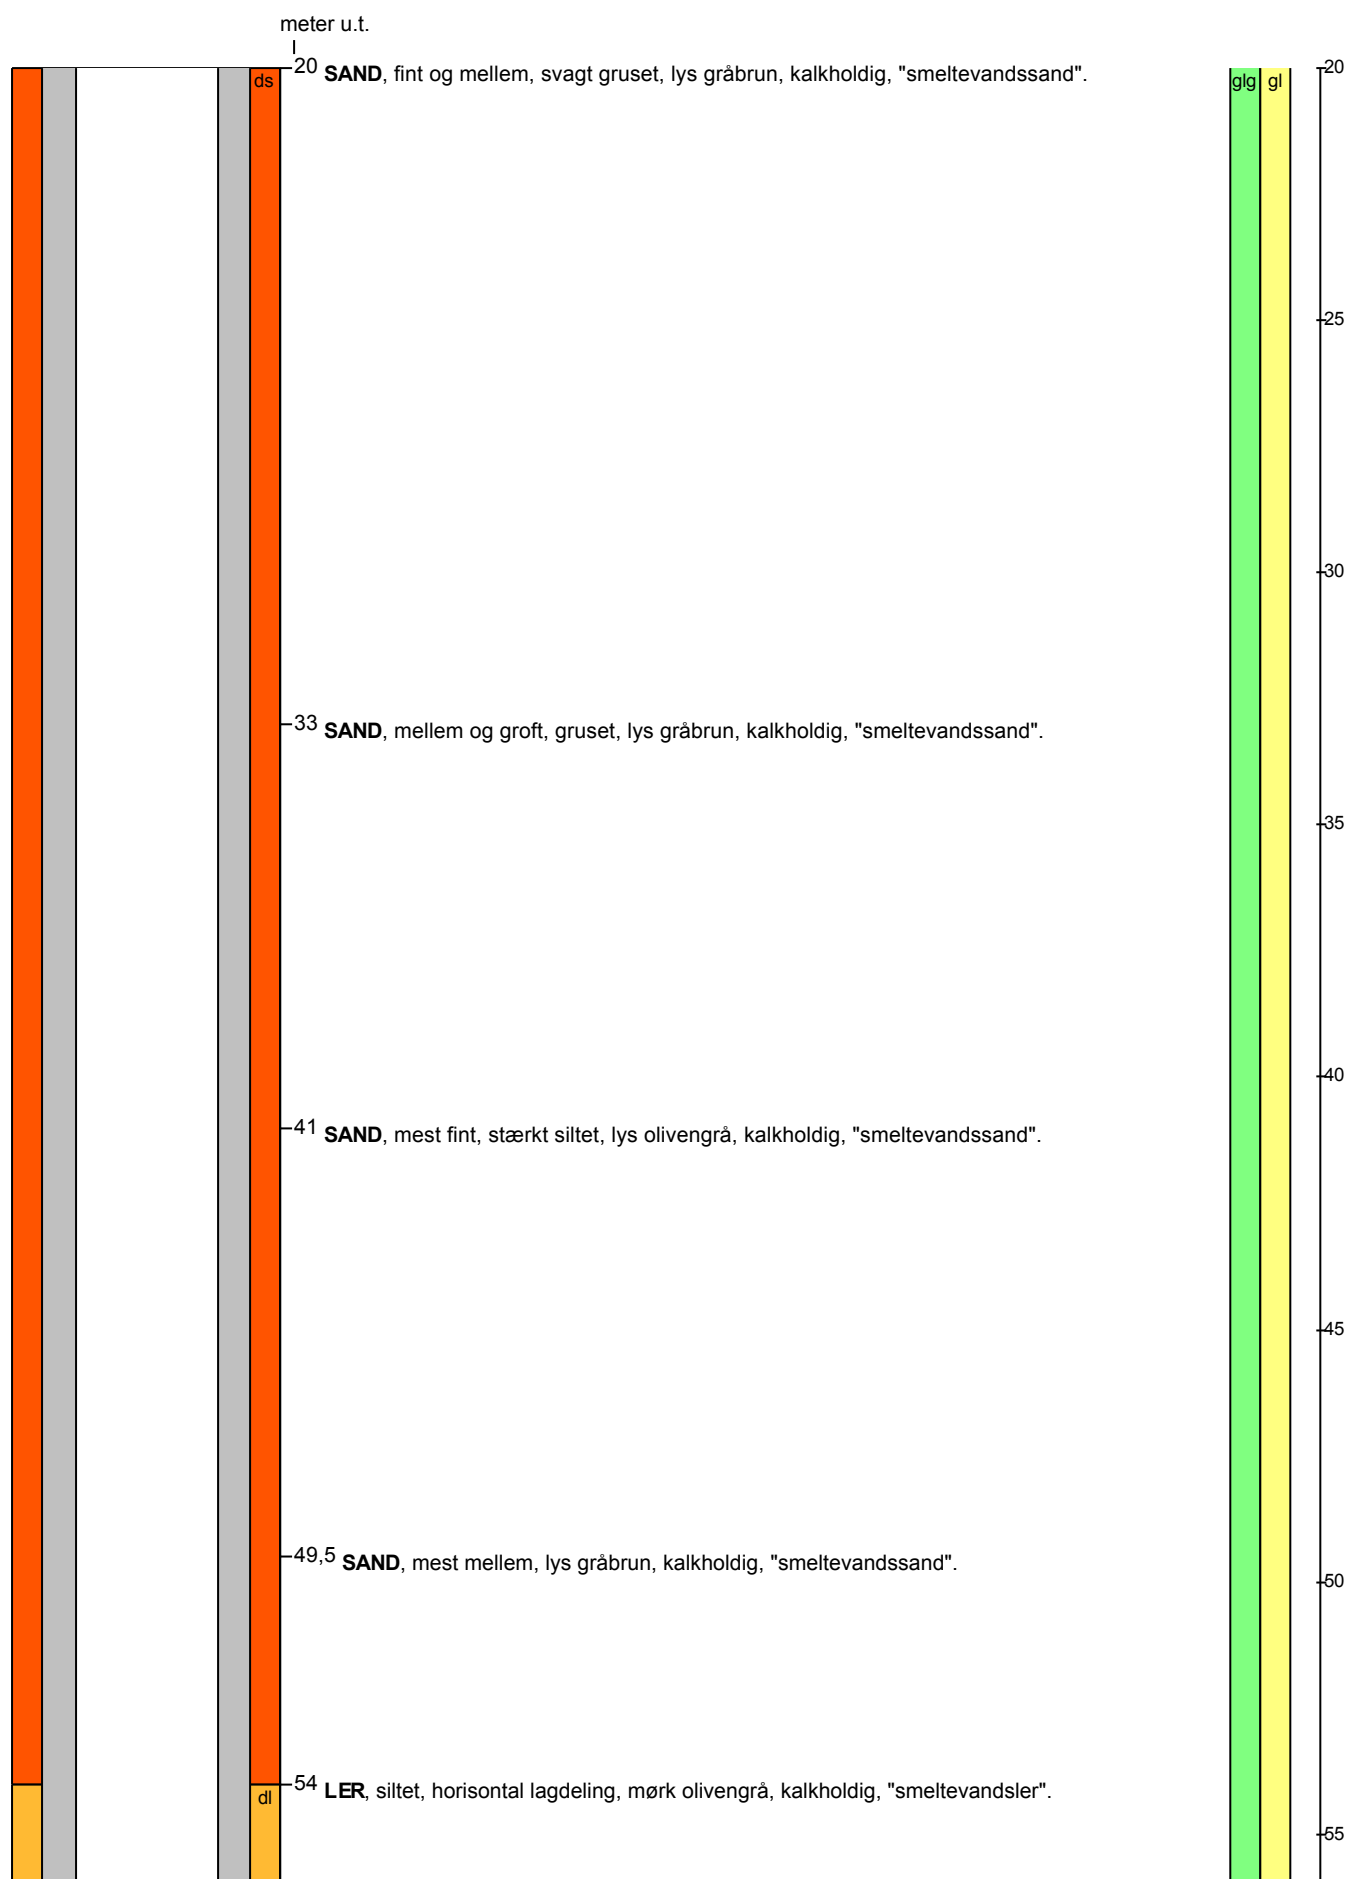 meter u.t.
ds
20 SAND, fint og mellem, svagt gruset, lys gråbrun, kalkholdig, "smeltevandssand".
glg gl
20
25
30
33 SAND, mellem og groft, gruset, lys gråbrun, kalkholdig, "smeltevandssand".
35
40
41 SAND, mest fint, stærkt siltet, lys olivengrå, kalkholdig, "smeltevandssand".
45
49,5 SAND, mest mellem, lys gråbrun, kalkholdig, "smeltevandssand".
50
dl
54 LER, siltet, horisontal lagdeling, mørk olivengrå, kalkholdig, "smeltevandsler".
55